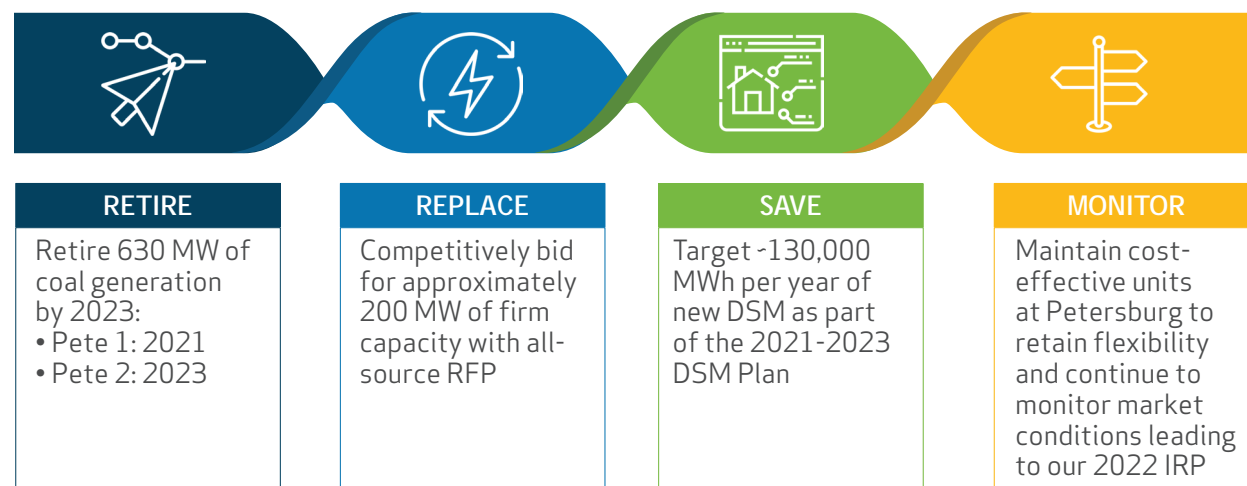 RETIRE
Retire 630 MW of
coal generation
by 2023:
• Pete 1: 2021
• Pete 2: 2023
REPLACE
Competitively bid
for approximately
200 MW of firm
capacity with all-
source RFP
SAVE
Target ~130,000
MWh per year of
new DSM as part
of the 2021-2023
DSM Plan
MONITOR
Maintain cost-
effective units
at Petersburg to
retain flexibility
and continue to
monitor market
conditions leading
to our 2022 IRP